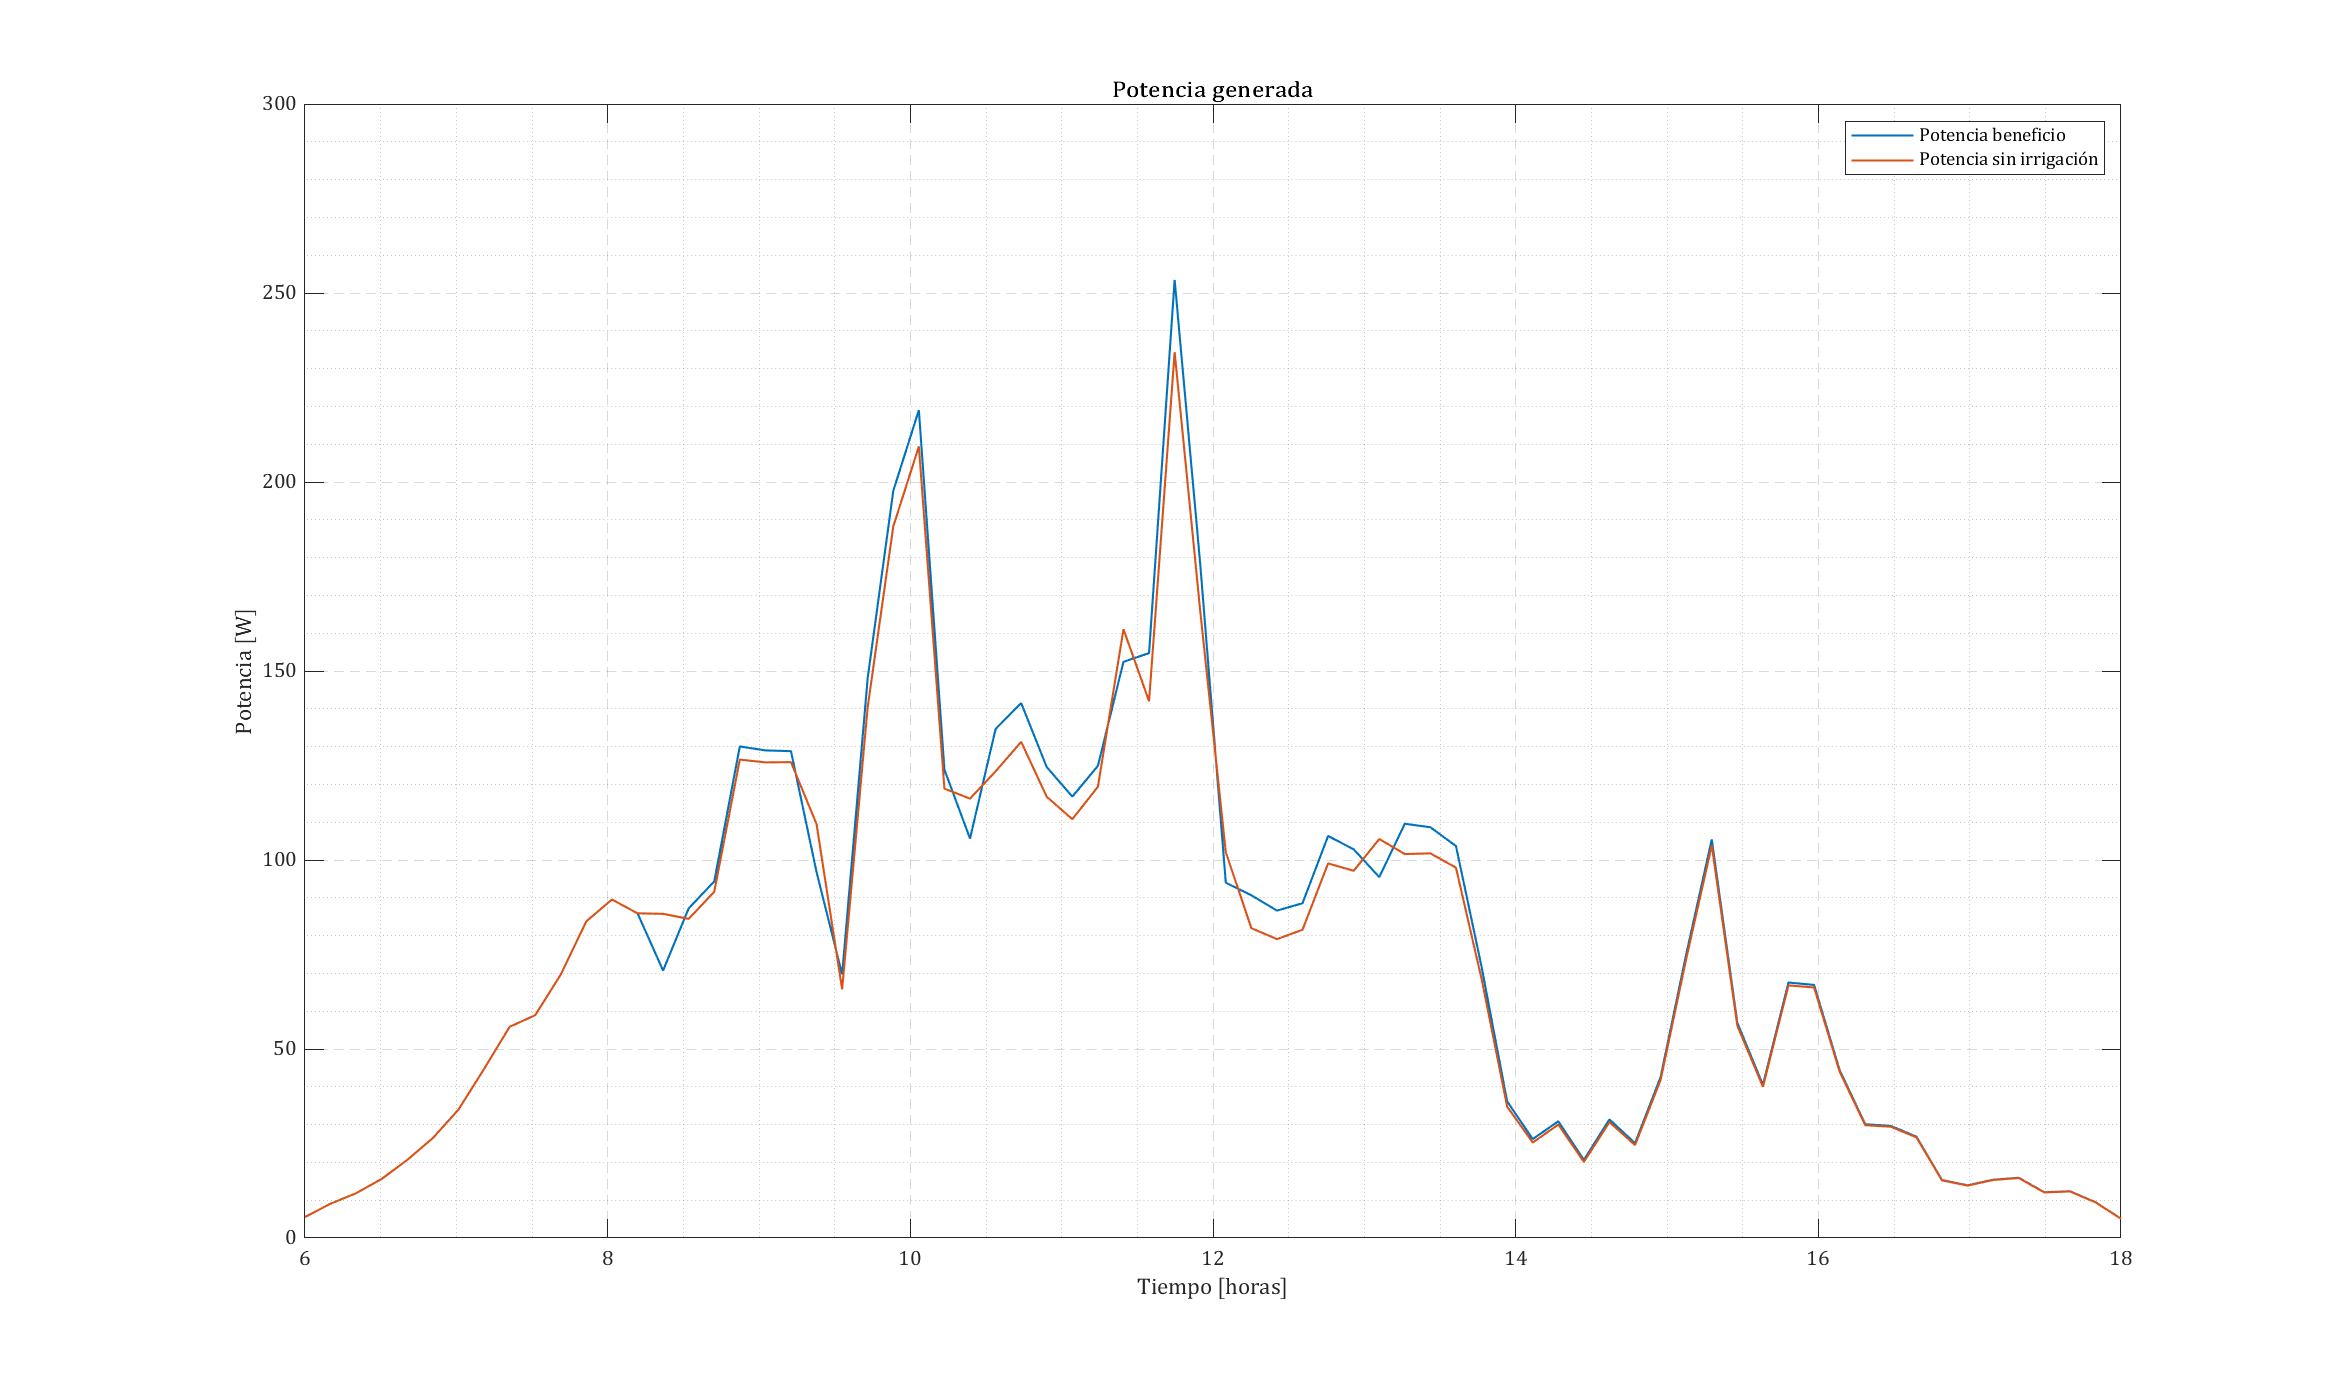 Potencia generada
300
250
200
150
100
50
0
Potencia [W]
Potencia beneficio
Potencia sin irrigación
6 8 10 12 14 16 18
Tiempo [horas]